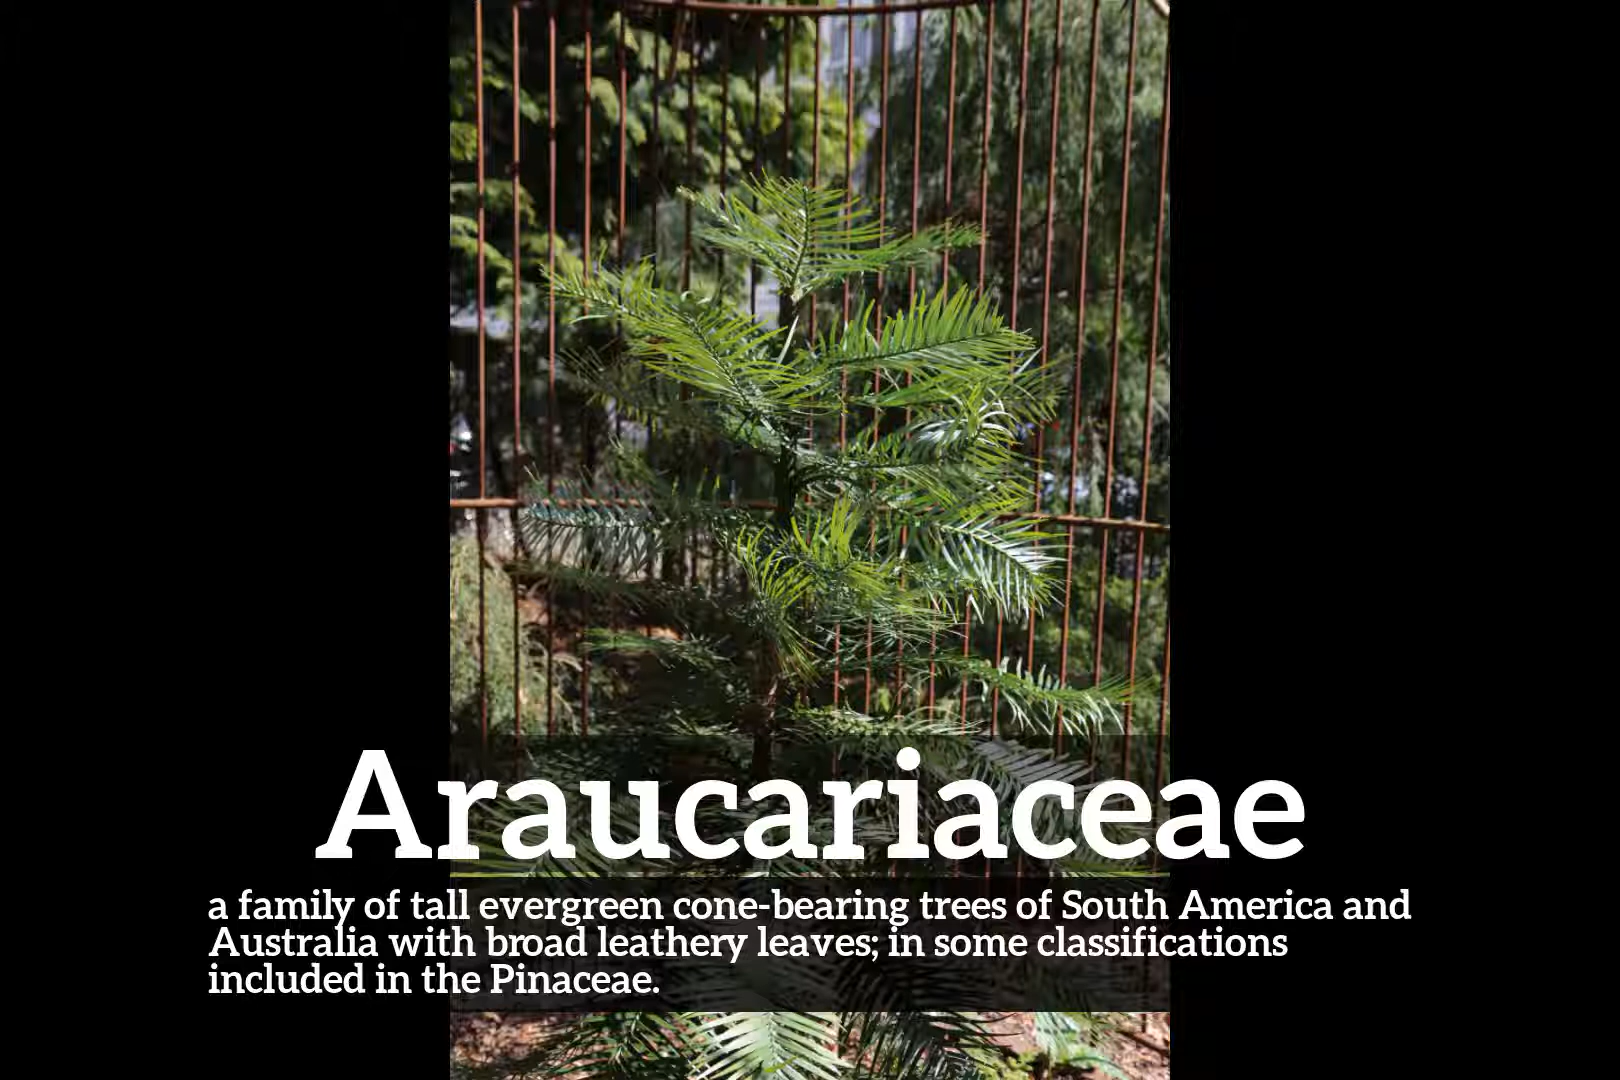 Araucariaceae
a family of tall evergreen cone-bearing trees of South America and
Australia with broad leathery leaves; in some classifications
included in the Pinaceae.